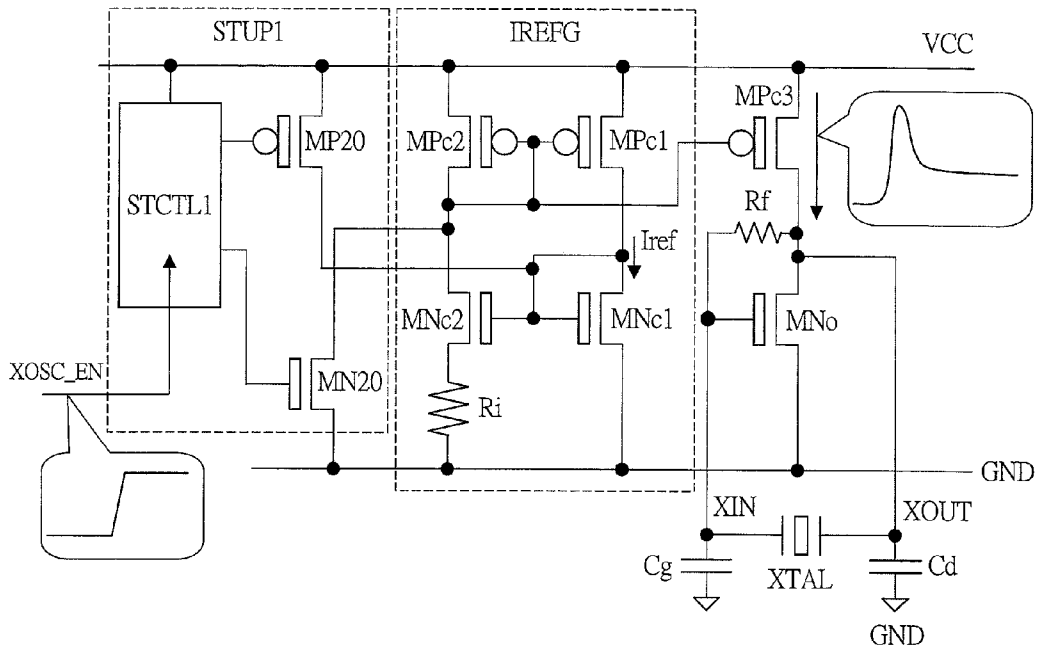 STUP1
IREFG
VCC
MPc3
MP20
MPc2
MPc1
STCTL1
Rf
Iref
MNc2
MNc1
MNo
XOSC_EN
MN20
Ri
GND
XIN
XOUT
Cg
XTAL
Cd
GND